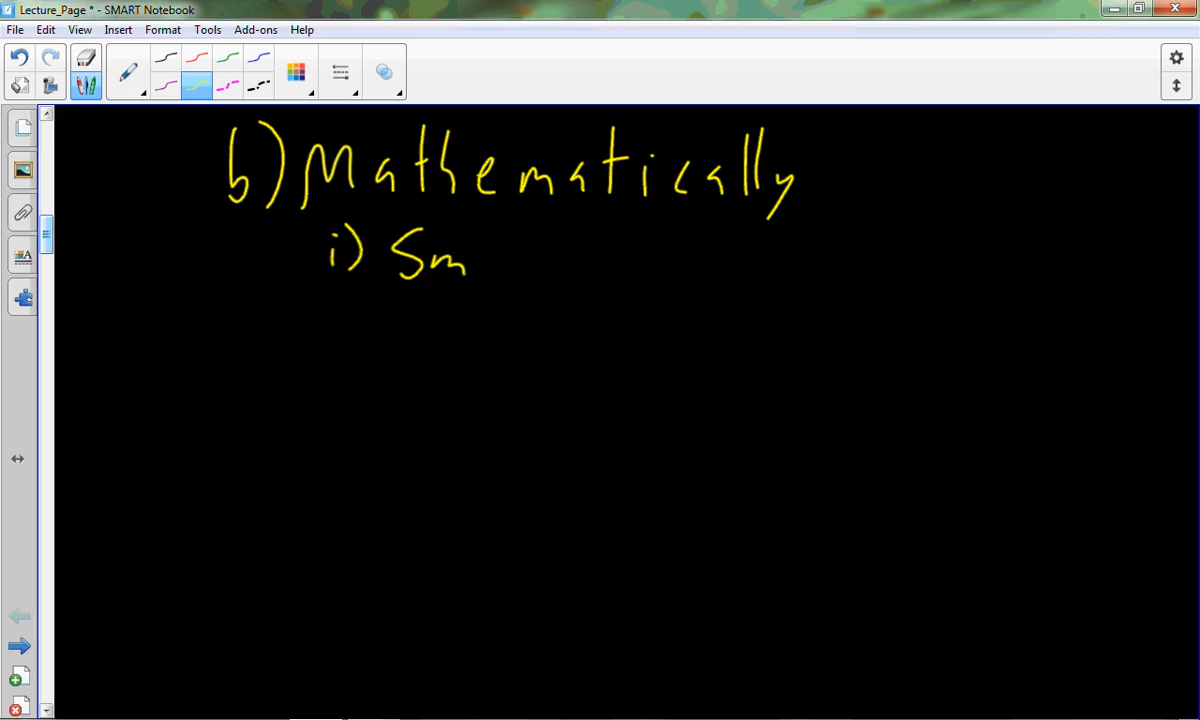 Lecture_Page * - SMART Notebook
File Edit View Insert Format Tools Add-ons Help
b) Mathematically
i) Sm